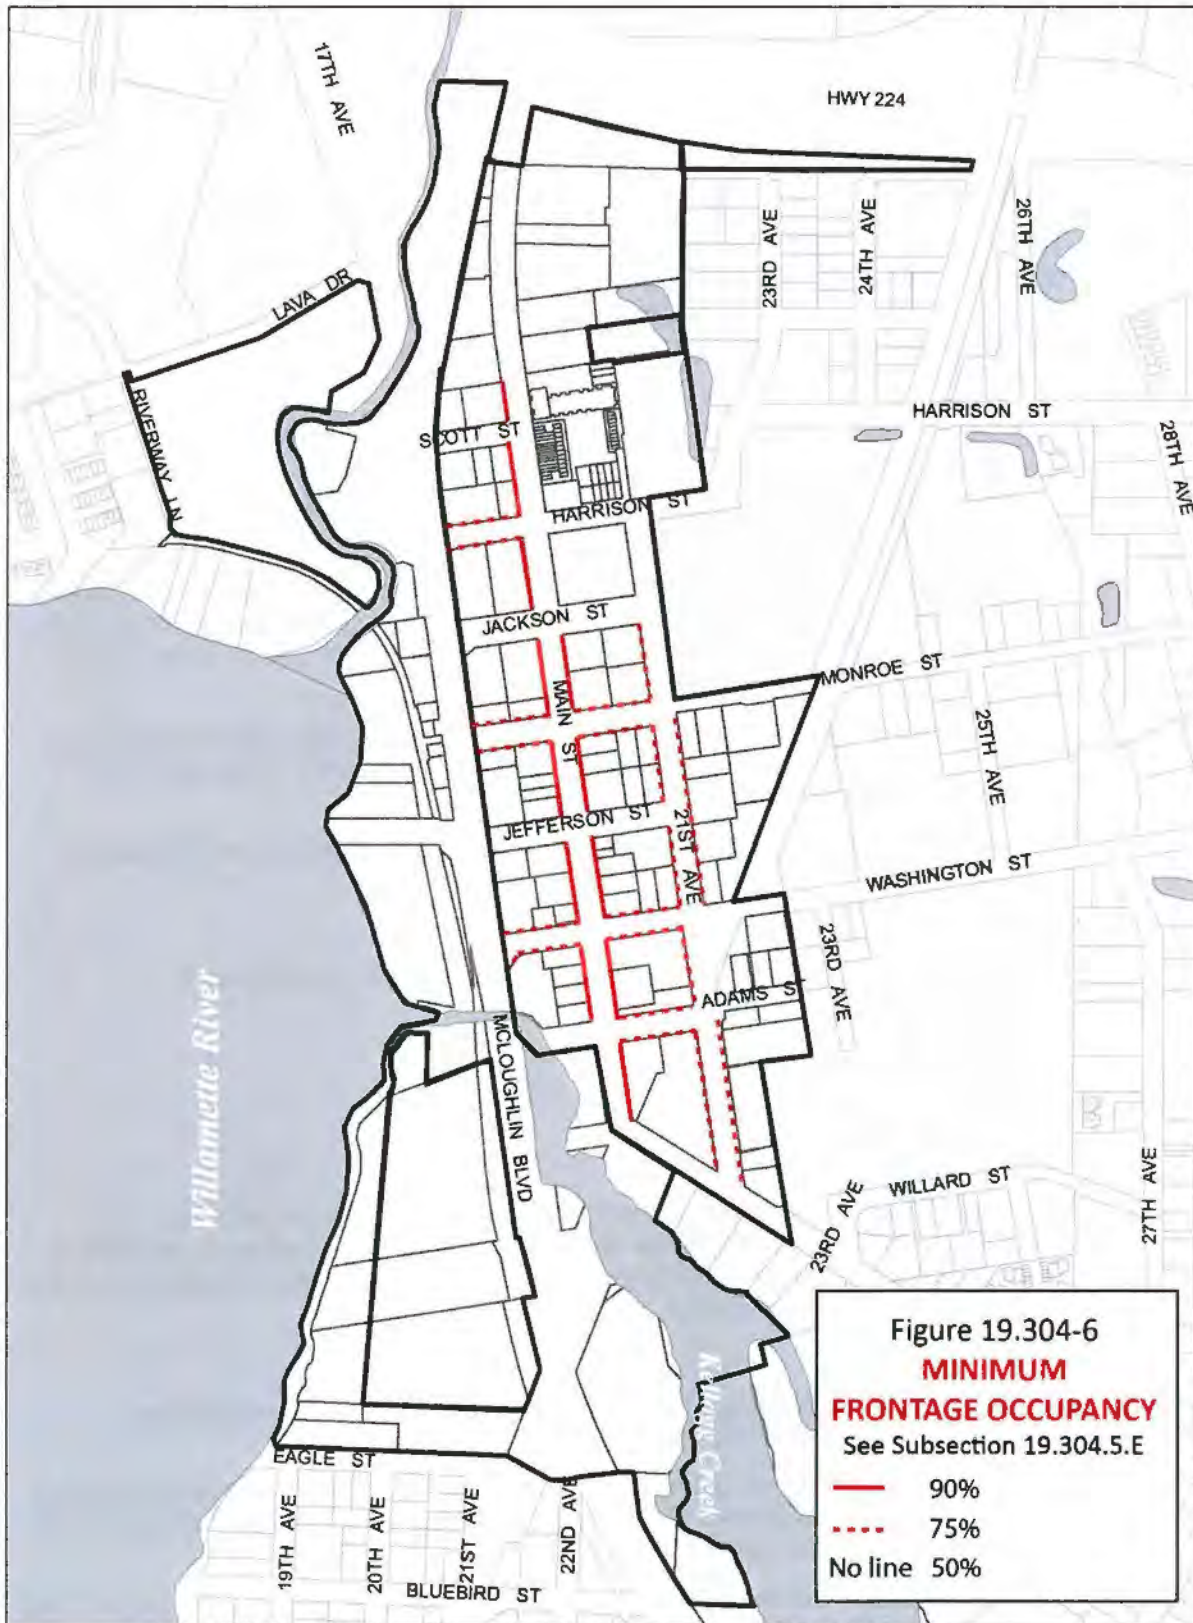 17TH AVE
HWY 224
23RD AVE
24TH AVE
26TH AVE
LAVA DR
RIVERWAY LN
SCOTT ST
HARRISON ST
28TH AVE
HARRISON ST
JACKSON ST
MAIN ST
MONROE ST
25TH AVE
JEFFERSON ST
21ST AVE
WASHINGTON ST
23RD AVE
ADAMS ST
Willamette River
MCLOUGHLIN BLVD
WILLARD ST
27TH AVE
23RD AVE
Kellogg Creek
EAGLE ST
19TH AVE
20TH AVE
21ST AVE
22ND AVE
BLUEBIRD ST
Figure 19.304-6
MINIMUM
FRONTAGE OCCUPANCY
See Subsection 19.304.5.E
90%
75%
No line 50%